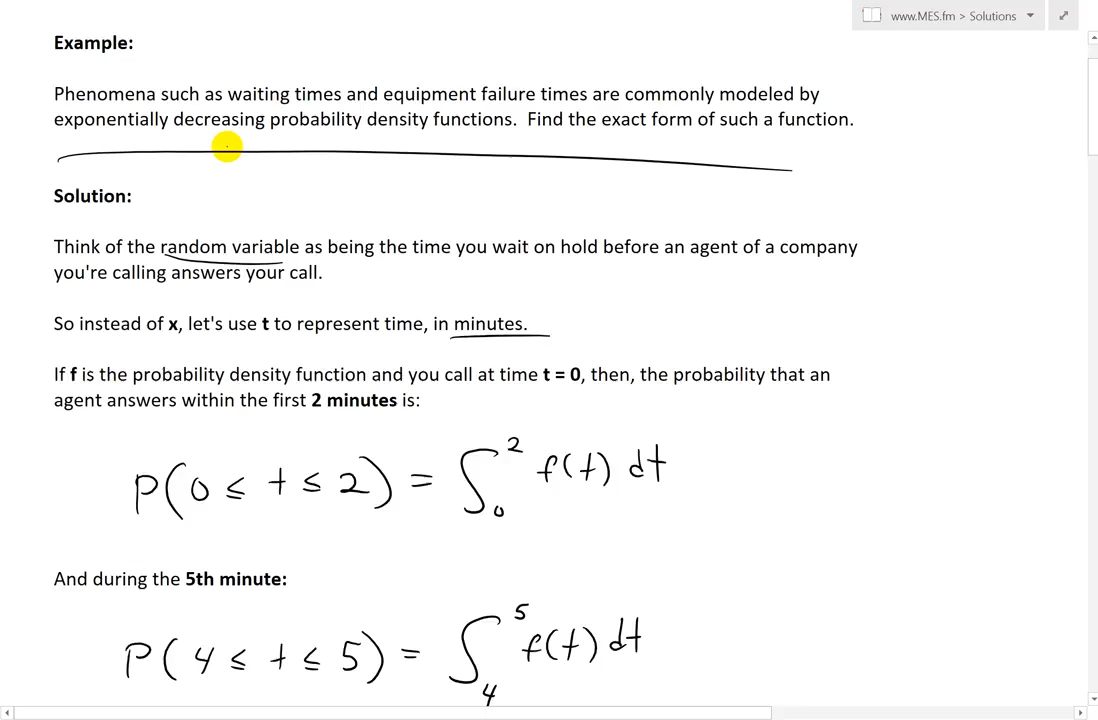 www.MES.fm > Solutions
Example:
Phenomena such as waiting times and equipment failure times are commonly modeled by
exponentially decreasing probability density functions. Find the exact form of such a function.
Solution:
Think of the random variable as being the time you wait on hold before an agent of a company
you're calling answers your call.
So instead of x, let's use t to represent time, in minutes.
If f is the probability density function and you call at time t = 0, then, the probability that an
agent answers within the first 2 minutes is:
P(0 ≤ t ≤ 2) = ∫₀² f(t) dt
And during the 5th minute:
P(4 ≤ t ≤ 5) = ∫₄⁵ f(t) dt